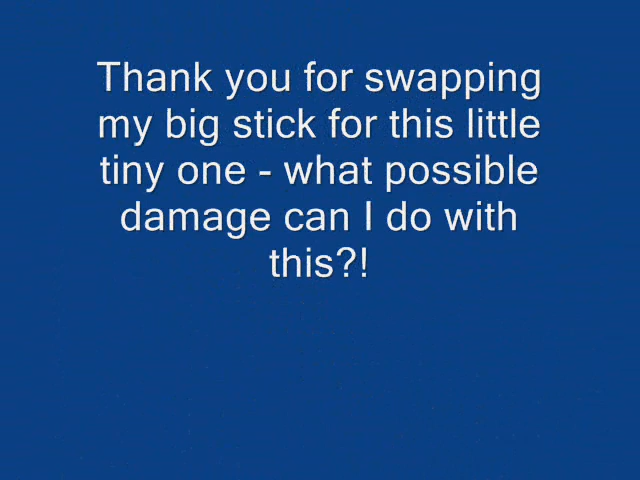 Thank you for swapping
my big stick for this little
tiny one - what possible
damage can I do with
this?!